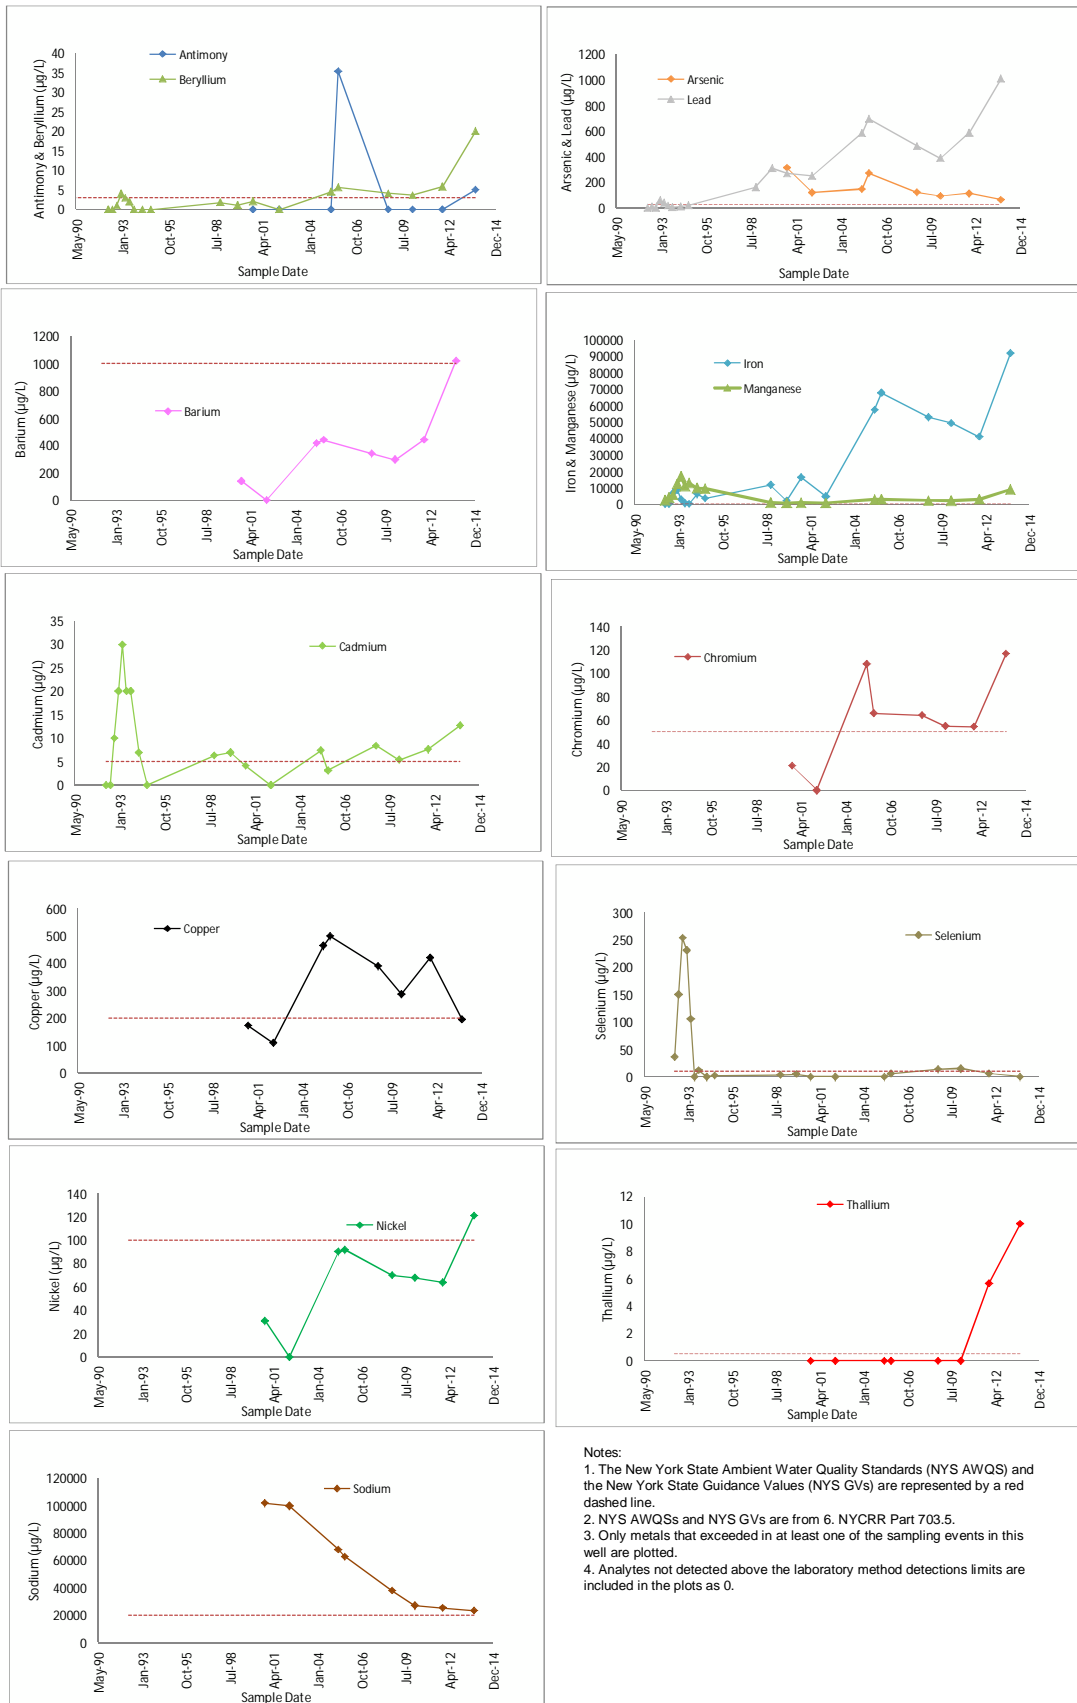 Antimony & Beryllium (µg/L)
40
35
30
25
20
15
10
5
0
Antimony
Beryllium
May-90
Jan-93
Oct-95
Jul-98
Apr-01
Jan-04
Oct-06
Jul-09
Apr-12
Dec-14
Sample Date
Arsenic & Lead (µg/L)
1200
1000
800
600
400
200
0
Arsenic
Lead
May-90
Jan-93
Oct-95
Jul-98
Apr-01
Jan-04
Oct-06
Jul-09
Apr-12
Dec-14
Sample Date
Barium (µg/L)
1200
1000
800
600
400
200
0
Barium
May-90
Jan-93
Oct-95
Jul-98
Apr-01
Jan-04
Oct-06
Jul-09
Apr-12
Dec-14
Sample Date
Iron & Manganese (µg/L)
100000
90000
80000
70000
60000
50000
40000
30000
20000
10000
0
Iron
Manganese
May-90
Jan-93
Oct-95
Jul-98
Apr-01
Jan-04
Oct-06
Jul-09
Apr-12
Dec-14
Sample Date
Cadmium (µg/L)
35
30
25
20
15
10
5
0
Cadmium
May-90
Jan-93
Oct-95
Jul-98
Apr-01
Jan-04
Oct-06
Jul-09
Apr-12
Dec-14
Sample Date
Chromium (µg/L)
140
120
100
80
60
40
20
0
Chromium
May-90
Jan-93
Oct-95
Jul-98
Apr-01
Jan-04
Oct-06
Jul-09
Apr-12
Dec-14
Sample Date
Copper (µg/L)
600
500
400
300
200
100
0
Copper
May-90
Jan-93
Oct-95
Jul-98
Apr-01
Jan-04
Oct-06
Jul-09
Apr-12
Dec-14
Sample Date
Selenium (µg/L)
300
250
200
150
100
50
0
Selenium
May-90
Jan-93
Oct-95
Jul-98
Apr-01
Jan-04
Oct-06
Jul-09
Apr-12
Dec-14
Sample Date
Nickel (µg/L)
140
120
100
80
60
40
20
0
Nickel
May-90
Jan-93
Oct-95
Jul-98
Apr-01
Jan-04
Oct-06
Jul-09
Apr-12
Dec-14
Sample Date
Thallium (µg/L)
12
10
8
6
4
2
0
Thallium
May-90
Jan-93
Oct-95
Jul-98
Apr-01
Jan-04
Oct-06
Jul-09
Apr-12
Dec-14
Sample Date
Sodium (µg/L)
120000
100000
80000
60000
40000
20000
0
Sodium
May-90
Jan-93
Oct-95
Jul-98
Apr-01
Jan-04
Oct-06
Jul-09
Apr-12
Dec-14
Sample Date
Notes:
1. The New York State Ambient Water Quality Standards (NYS AWQS) and
the New York State Guidance Values (NYS GVs) are represented by a red
dashed line.
2. NYS AWQSs and NYS GVs are from 6. NYCRR Part 703.5.
3. Only metals that exceeded in at least one of the sampling events in this
well are plotted.
4. Analytes not detected above the laboratory method detections limits are
included in the plots as 0.